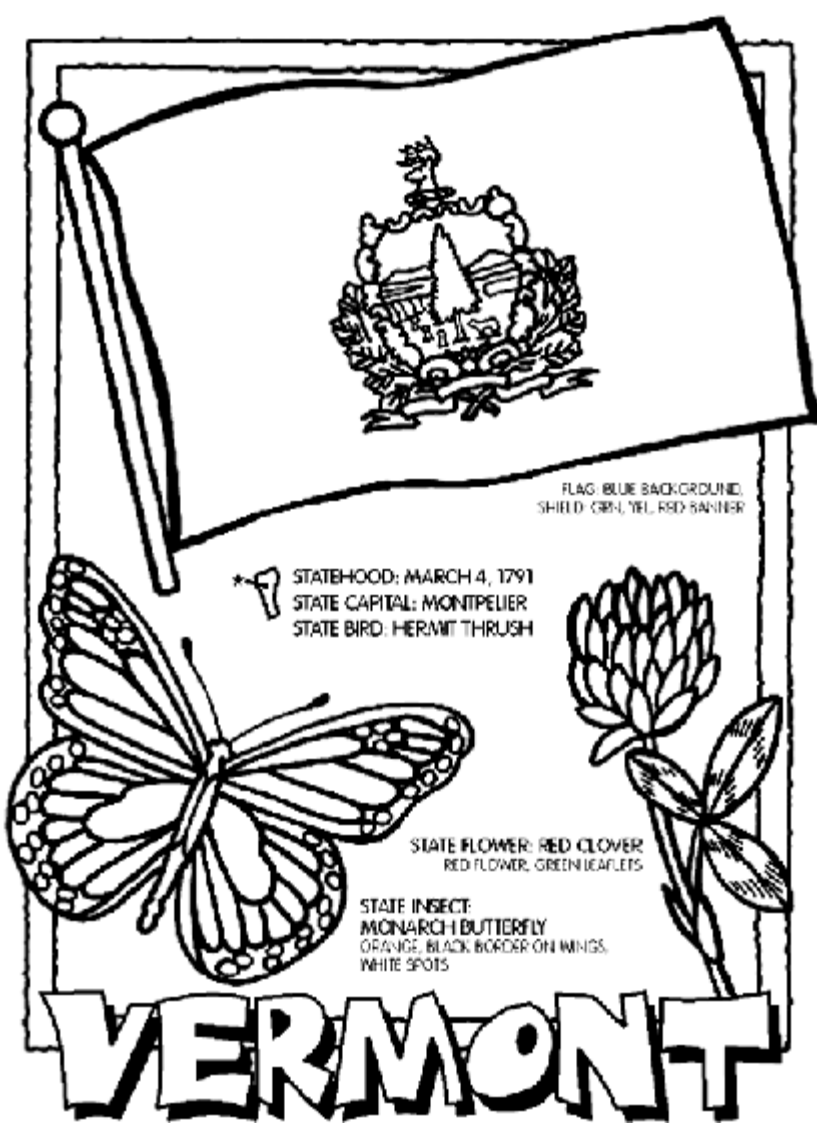 FLAG: BLUE BACKGROUND,
SHIELD: GRN, YEL, RED BANNER
STATEHOOD: MARCH 4, 1791
STATE CAPITAL: MONTPELIER
STATE BIRD: HERMIT THRUSH
STATE FLOWER: RED CLOVER
RED FLOWER, GREEN LEAFLETS
STATE INSECT:
MONARCH BUTTERFLY
ORANGE, BLACK BORDER ON WINGS,
WHITE SPOTS
VERMONT